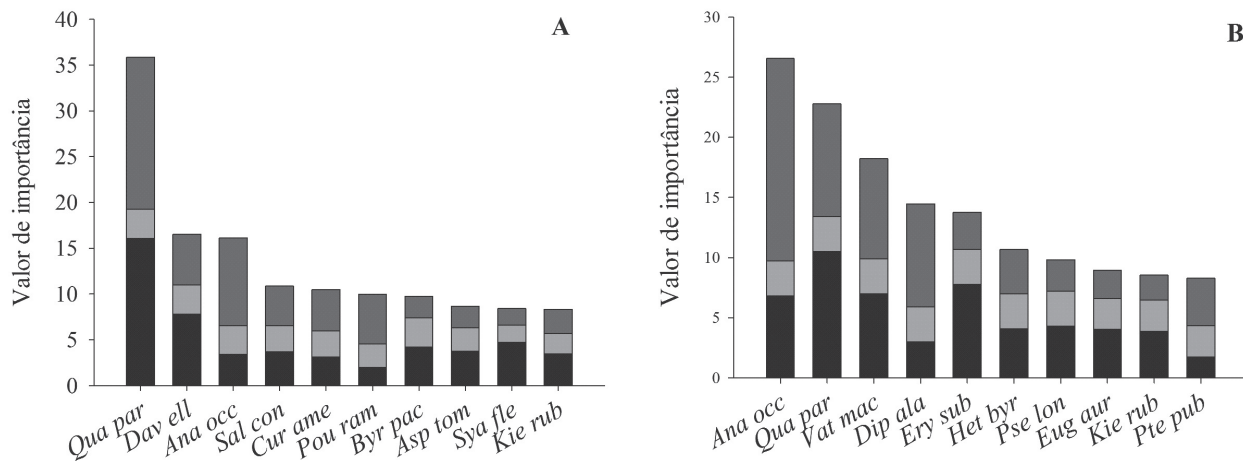 A
Valor de importância
40
35
30
25
20
15
10
5
0
Qua par
Dav ell
Ana occ
Sal con
Cur ame
Pou ram
Byr pac
Asp tom
Sya fle
Kie rub
B
Valor de importância
30
25
20
15
10
5
0
Ana occ
Qua par
Vat mac
Dip ala
Ery sub
Het byr
Pse lon
Eug aur
Kie rub
Pte pub